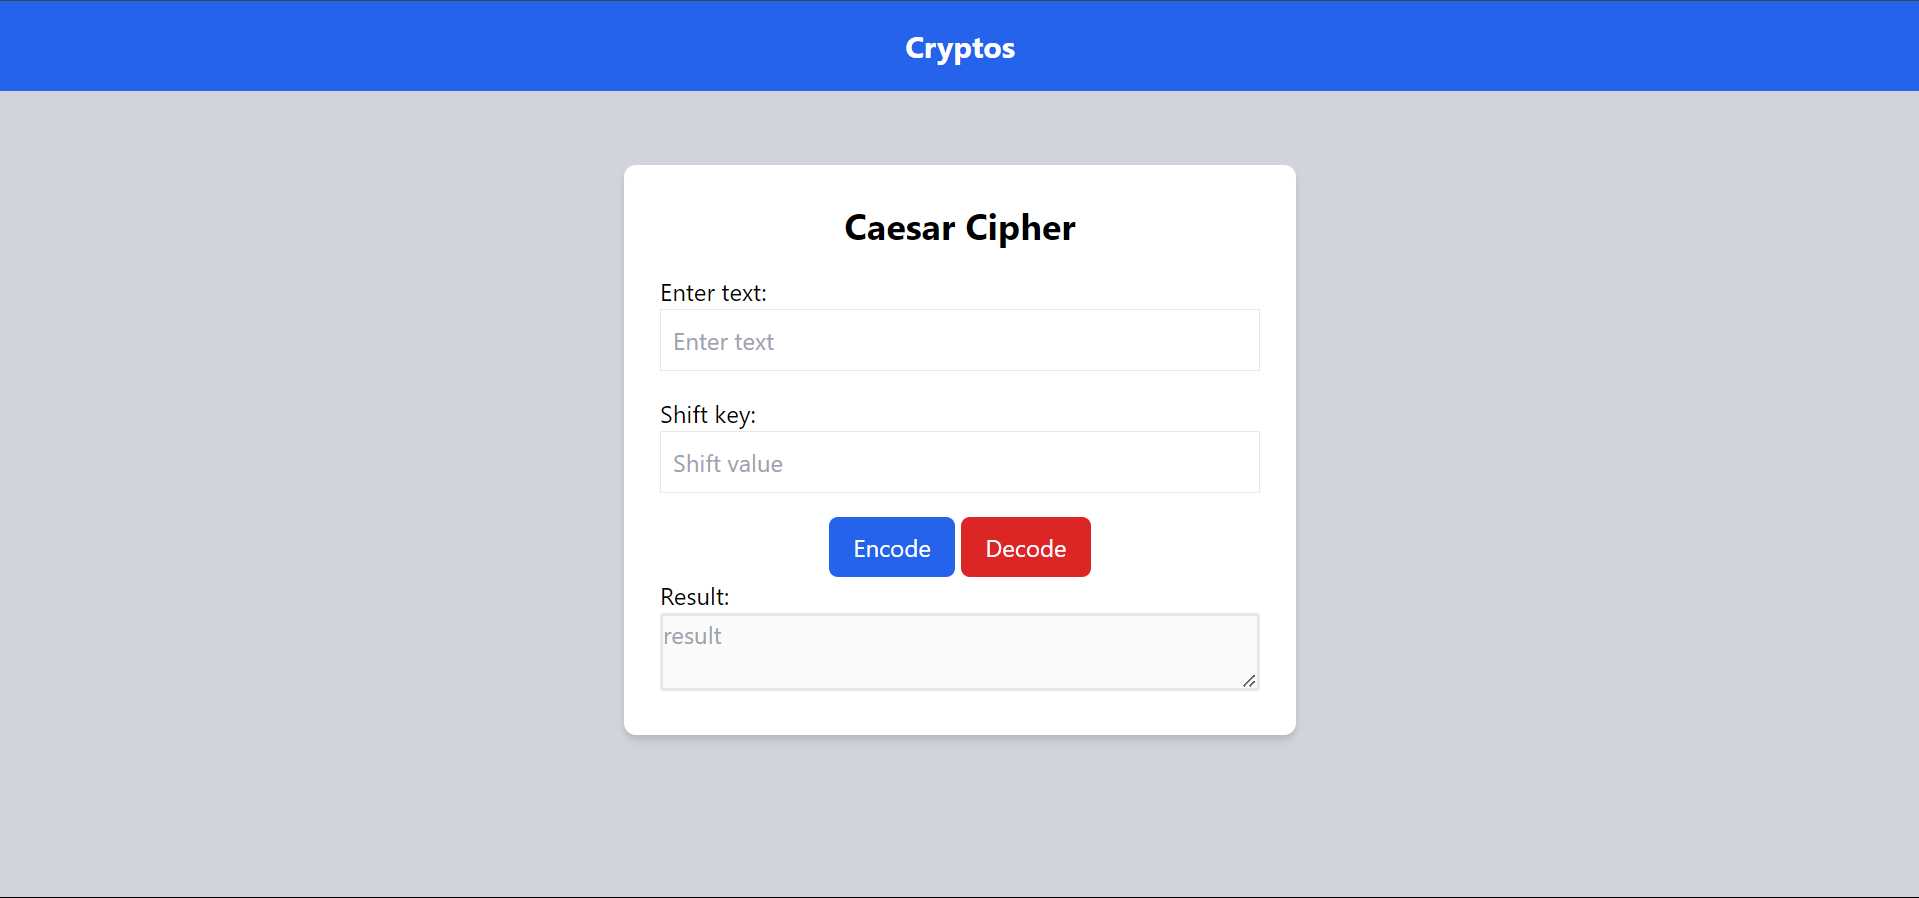 Cryptos
Caesar Cipher
Enter text:
Enter text
Shift key:
Shift value
Encode Decode
Result:
result